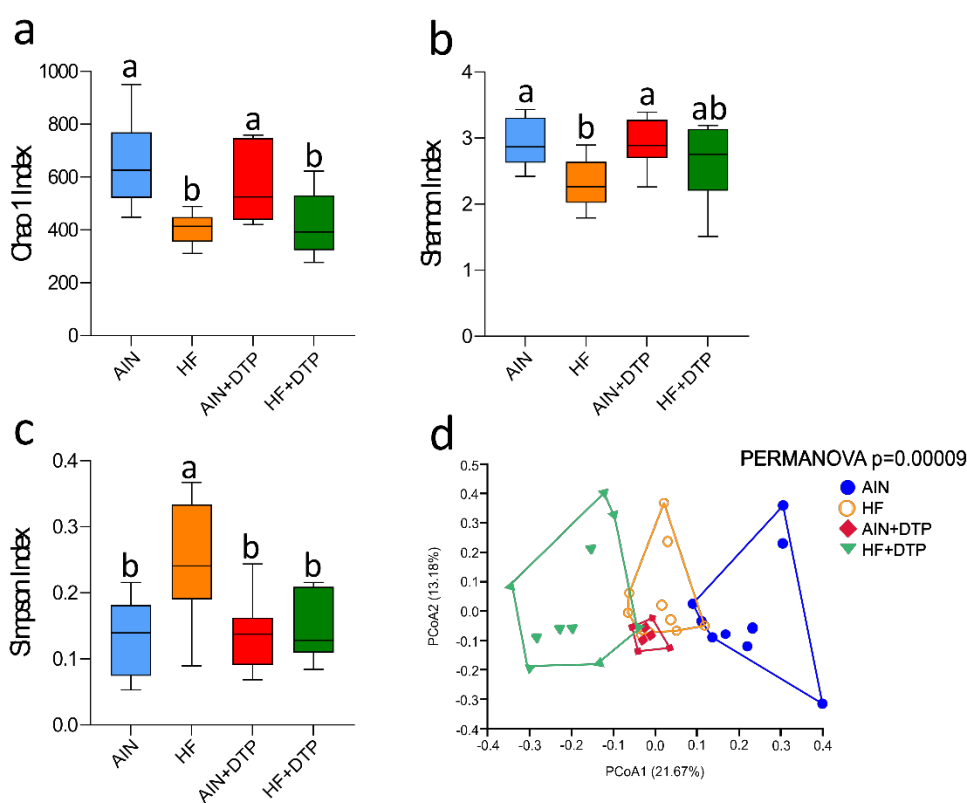 a
1000
800
600
400
200
0
Chao1 Index
a
b
a
b
AIN
HF
AIN+DTP
HF+DTP
b
4
3
2
1
0
Shannon Index
a
b
a
ab
AIN
HF
AIN+DTP
HF+DTP
c
0.4
0.3
0.2
0.1
0.0
Simpson Index
b
a
b
b
AIN
HF
AIN+DTP
HF+DTP
d
PERMANOVA p=0.00009
AIN
HF
AIN+DTP
HF+DTP
0.5
0.4
0.3
0.2
0.1
0.0
-0.1
-0.2
-0.3
-0.4
PCoA2 (13.18%)
-0.4 -0.3 -0.2 -0.1 0.0 0.1 0.2 0.3 0.4
PCoA1 (21.67%)